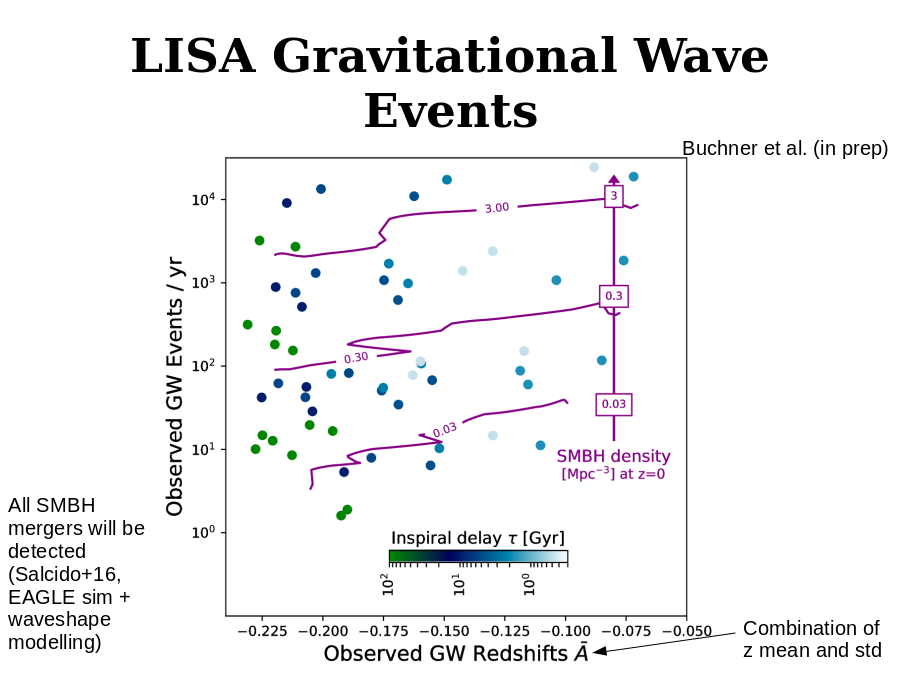 LISA Gravitational Wave
Events
Buchner et al. (in prep)
10⁴
10³
10²
10¹
10⁰
Observed GW Events / yr
3.00
0.30
0.03
3
0.3
0.03
SMBH density
[Mpc⁻³] at z=0
Inspiral delay τ [Gyr]
10² 10¹ 10⁰
−0.225 −0.200 −0.175 −0.150 −0.125 −0.100 −0.075 −0.050
Observed GW Redshifts Ā
All SMBH
mergers will be
detected
(Salcido+16,
EAGLE sim +
waveshape
modelling)
Combination of
z mean and std